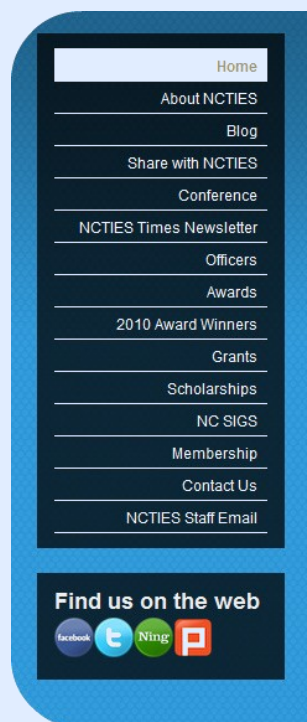 Home
About NCTIES
Blog
Share with NCTIES
Conference
NCTIES Times Newsletter
Officers
Awards
2010 Award Winners
Grants
Scholarships
NC SIGS
Membership
Contact Us
NCTIES Staff Email
Find us on the web
facebook t Ning